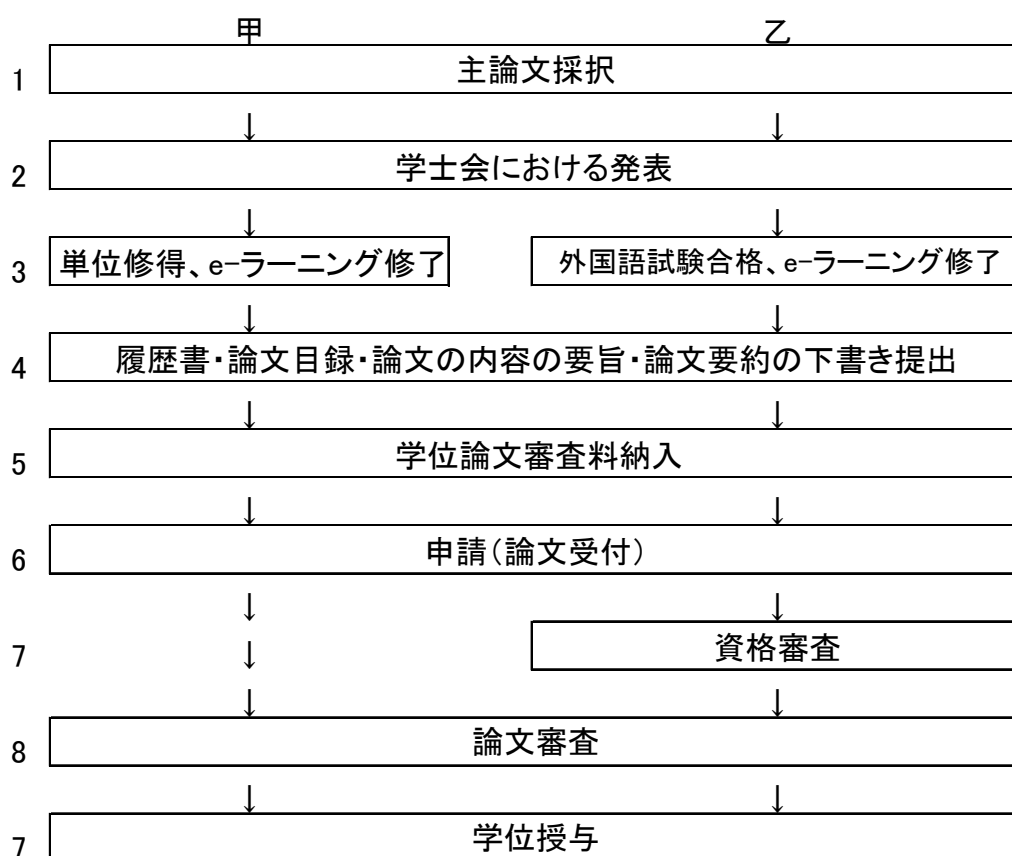 甲 乙
1 主論文採択
↓ ↓
2 学士会における発表
↓ ↓
3 単位修得、e-ラーニング修了 外国語試験合格、e-ラーニング修了
↓ ↓
4 履歴書・論文目録・論文の内容の要旨・論文要約の下書き提出
↓ ↓
5 学位論文審査料納入
↓ ↓
6 申請(論文受付)
↓ ↓
7 ↓ 資格審査
↓ ↓
8 論文審査
↓ ↓
7 学位授与